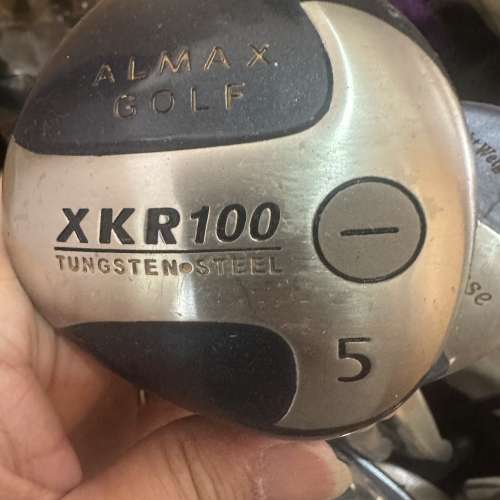 ALMAX
GOLF
XKR100
TUNGSTEN•STEEL
5